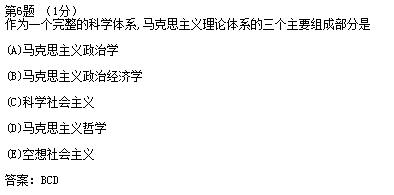 第6题 （1分）
作为一个完整的科学体系,马克思主义理论体系的三个主要组成部分是
(A)马克思主义政治学
(B)马克思主义政治经济学
(C)科学社会主义
(D)马克思主义哲学
(E)空想社会主义
答案：BCD